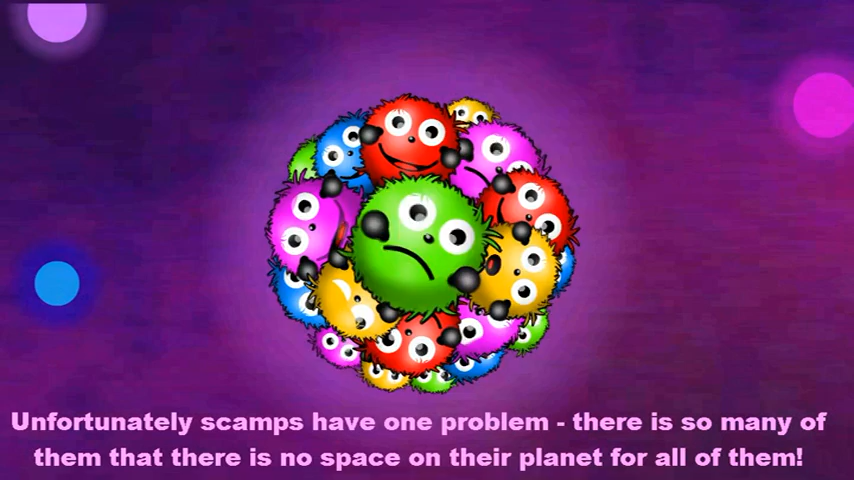 Unfortunately scamps have one problem - there is so many of
them that there is no space on their planet for all of them!